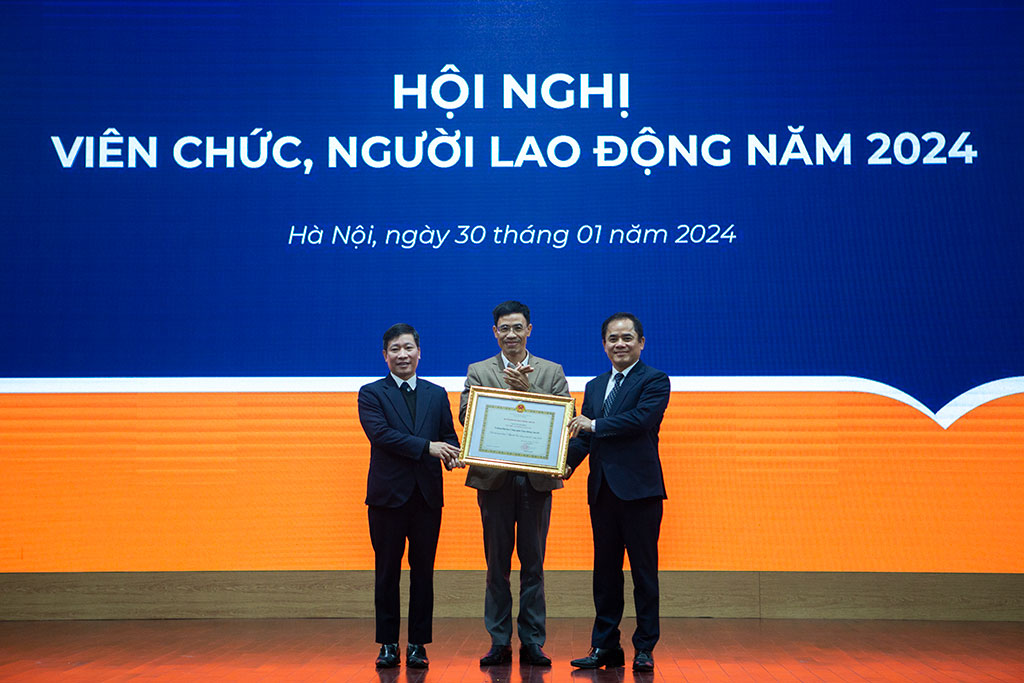 HỘI NGHỊ
VIÊN CHỨC, NGƯỜI LAO ĐỘNG NĂM 2024
Hà Nội, ngày 30 tháng 01 năm 2024